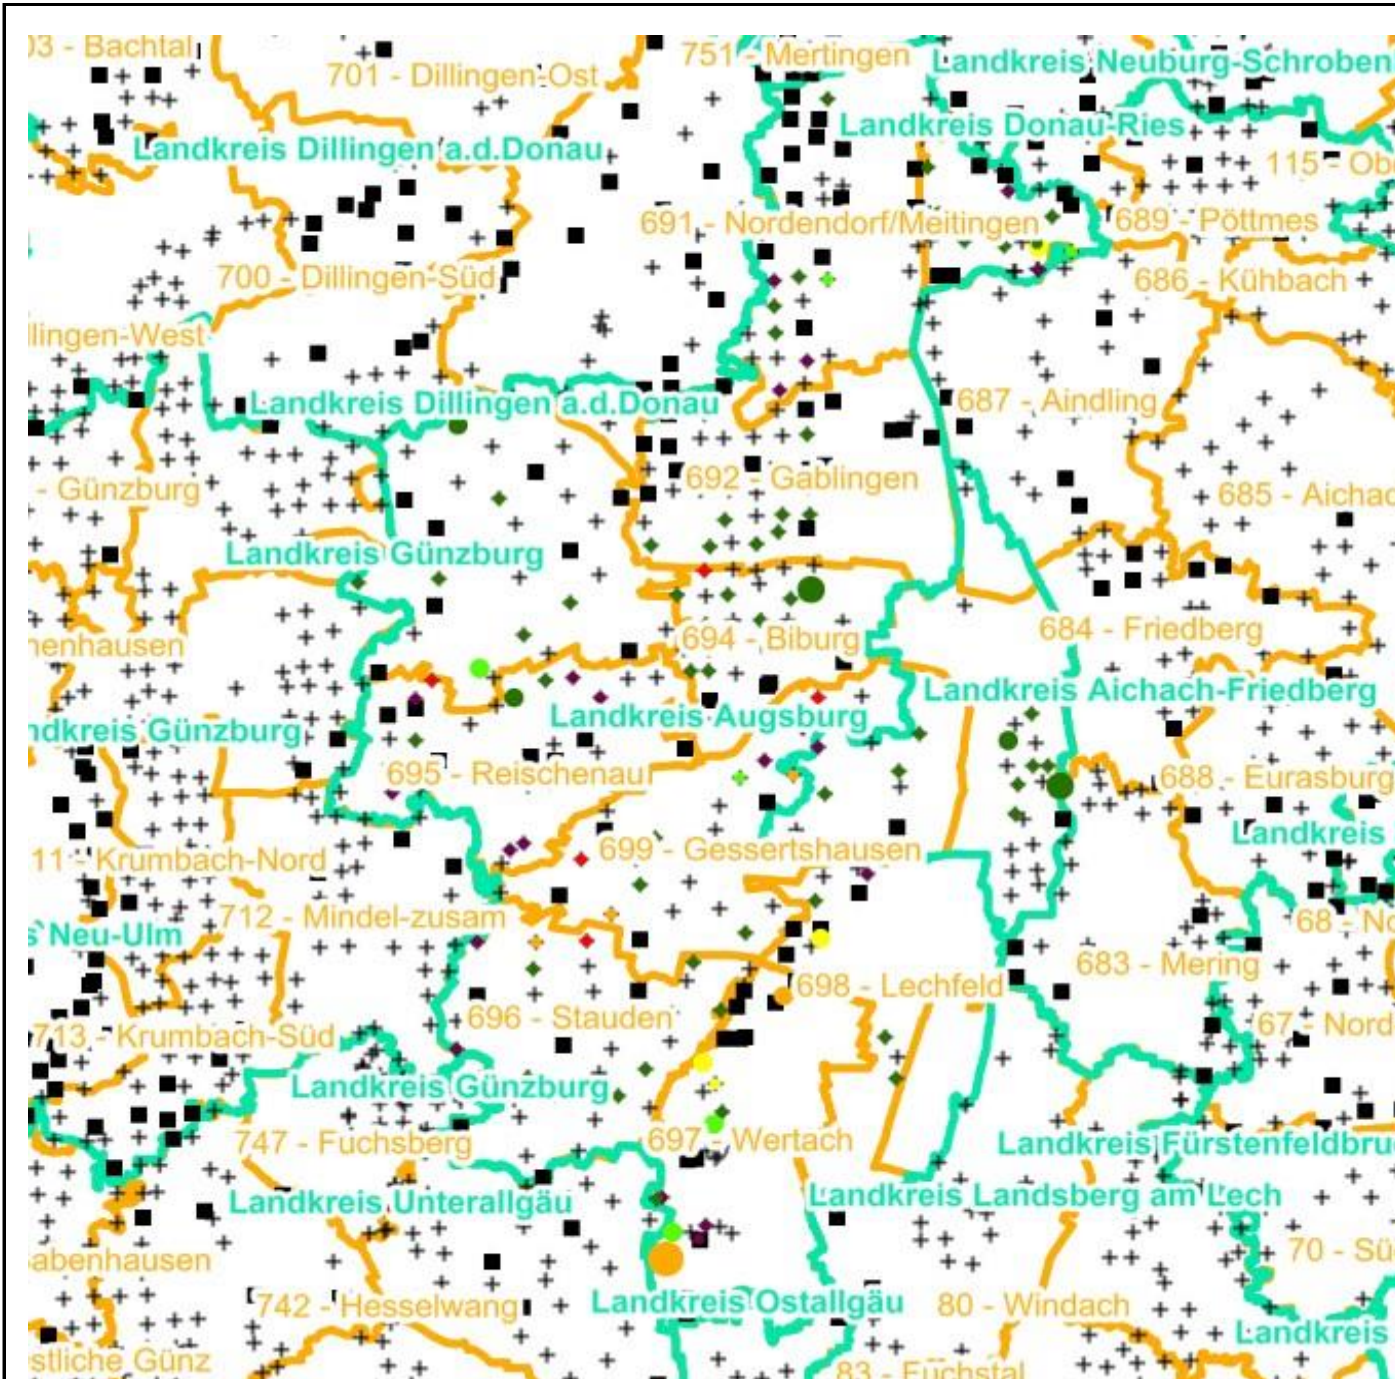 03 - Bachtal
701 - Dillingen-Ost
751 - Mertingen
Landkreis Neuburg-Schroben
Landkreis Donau-Ries
Landkreis Dillingen a.d.Donau
115 - Ob
691 - Nordendorf/Meitingen
689 - Pöttmes
700 - Dillingen-Süd
686 - Kühbach
llingen-West
Landkreis Dillingen a.d.Donau
687 - Aindling
692 - Gablingen
- Günzburg
685 - Aichac
Landkreis Günzburg
684 - Friedberg
694 - Biburg
nenhausen
Landkreis Aichach-Friedberg
Landkreis Augsburg
ndkreis Günzburg
695 - Reischenau
688 - Eurasburg
Landkreis
699 - Gessertshausen
11 - Krumbach-Nord
712 - Mindel-zusam
68 - No
s Neu-Ulm
683 - Mering
698 - Lechfeld
696 - Stauden
67 - Nord
713 - Krumbach-Süd
Landkreis Günzburg
747 - Fuchsberg
697 - Wertach
Landkreis Fürstenfeldbru
Landkreis Unterallgäu
Landkreis Landsberg am Lech
70 - Sü
abenhausen
742 - Hesselwang
Landkreis Ostallgäu
80 - Windach
Landkreis
stliche Günz
83 - Fuchstal